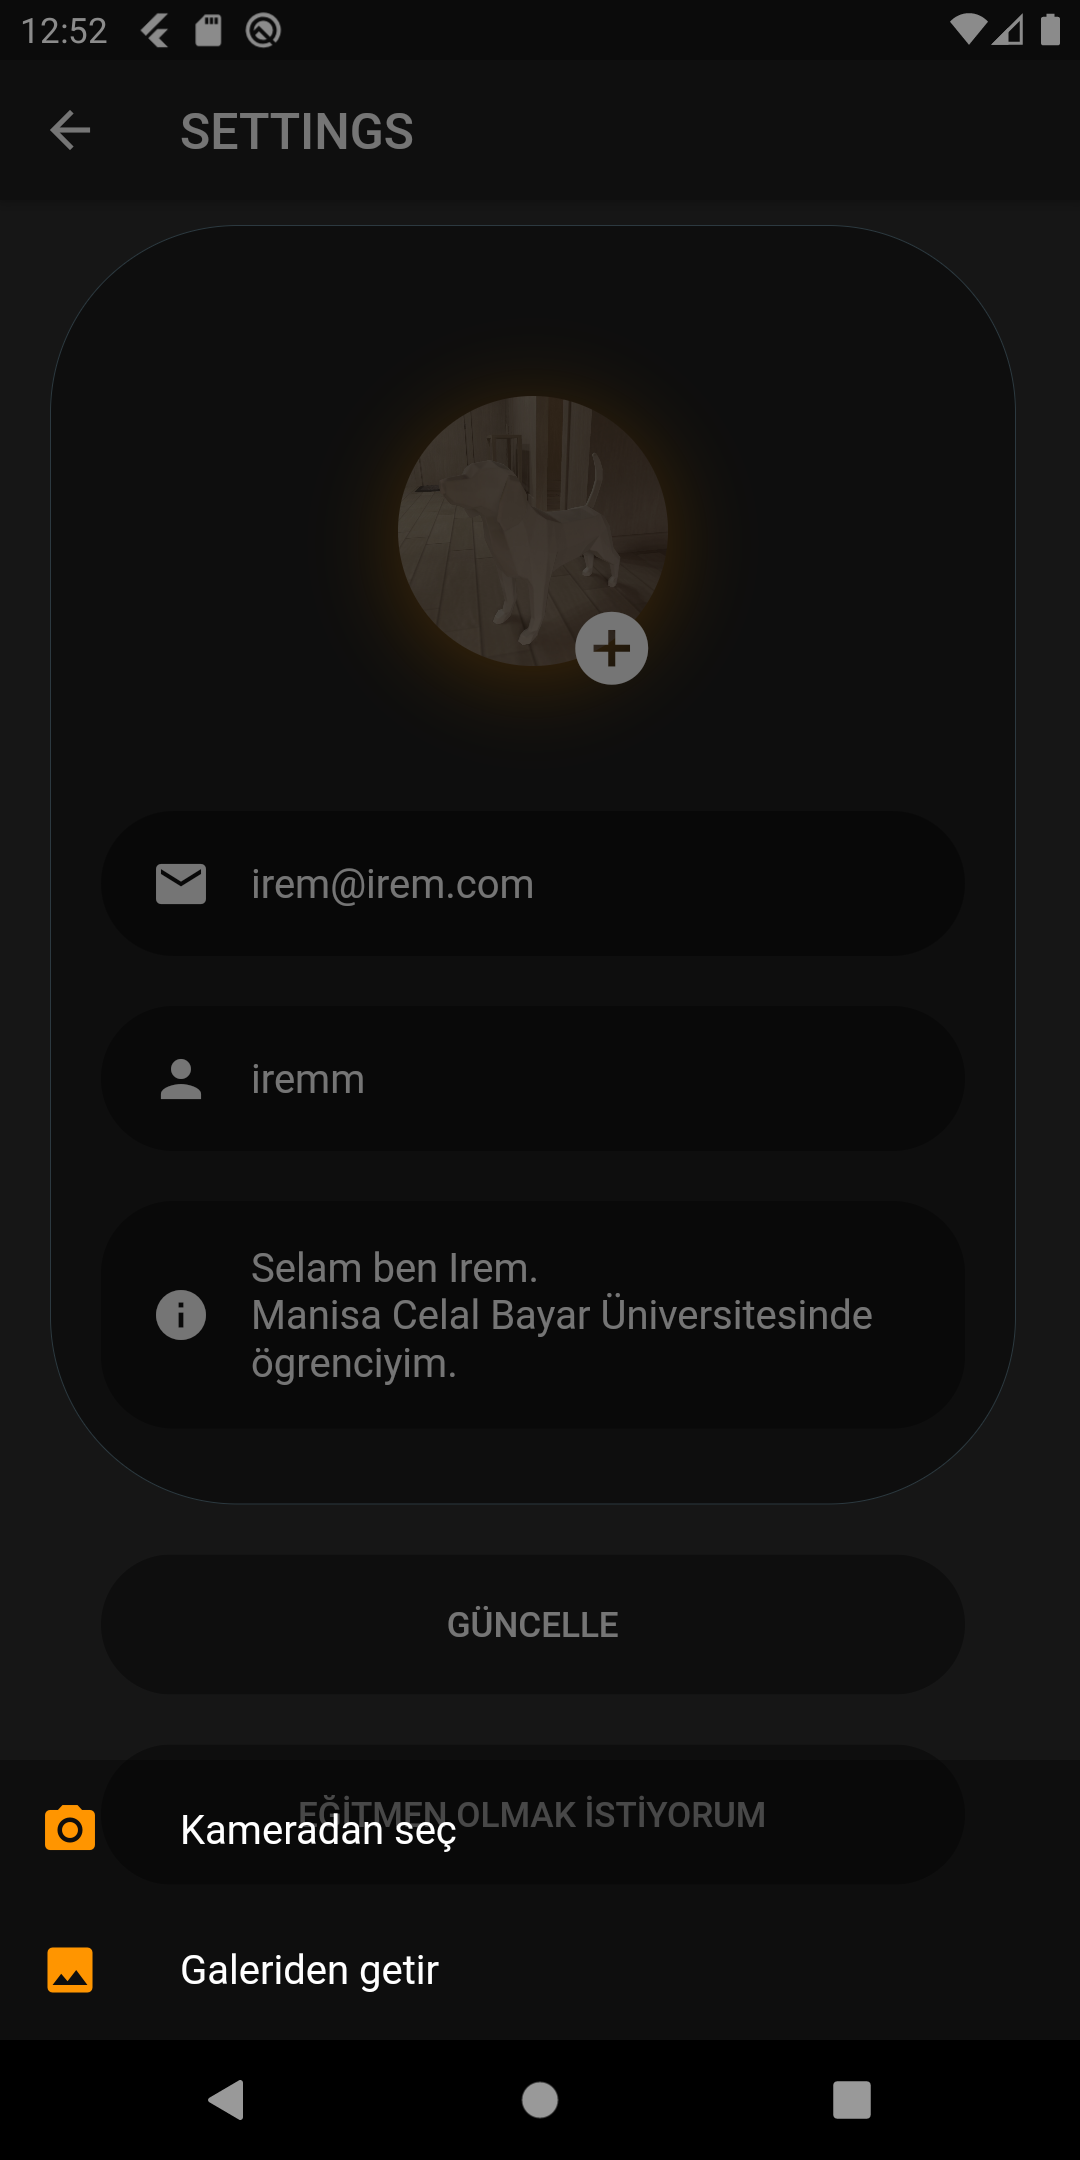 12:52
SETTINGS
irem@irem.com
iremm
Selam ben Irem.
Manisa Celal Bayar Üniversitesinde
ögrenciyim.
GÜNCELLE
EĞİTMEN OLMAK İSTİYORUM
Kameradan seç
Galeriden getir